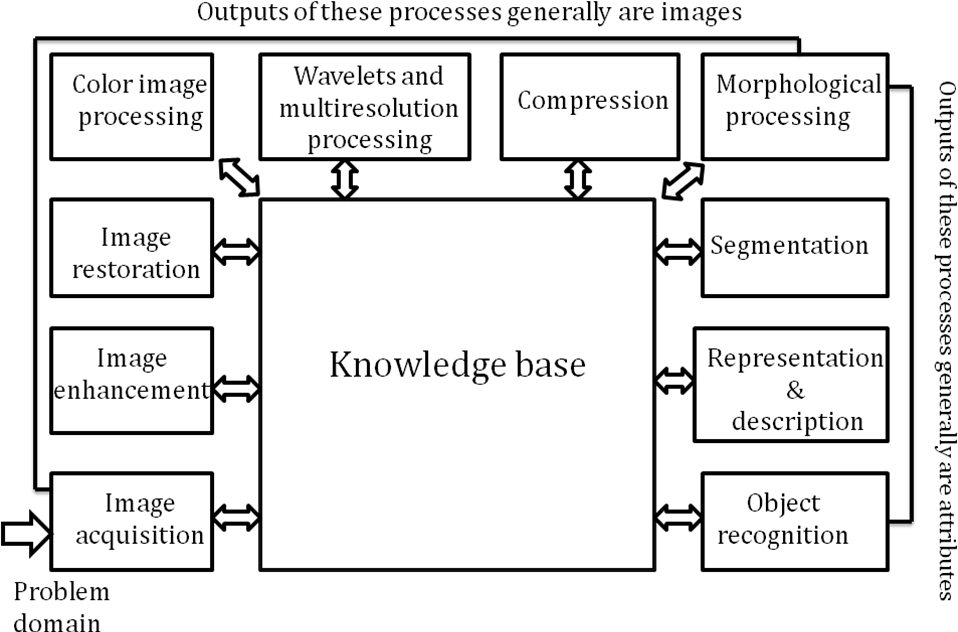 Outputs of these processes generally are images
Color image
processing
Wavelets and
multiresolution
processing
Compression
Morphological
processing
Image
restoration
Segmentation
Image
enhancement
Knowledge base
Representation
&
description
Image
acquisition
Object
recognition
Problem
domain
Outputs of these processes generally are attributes